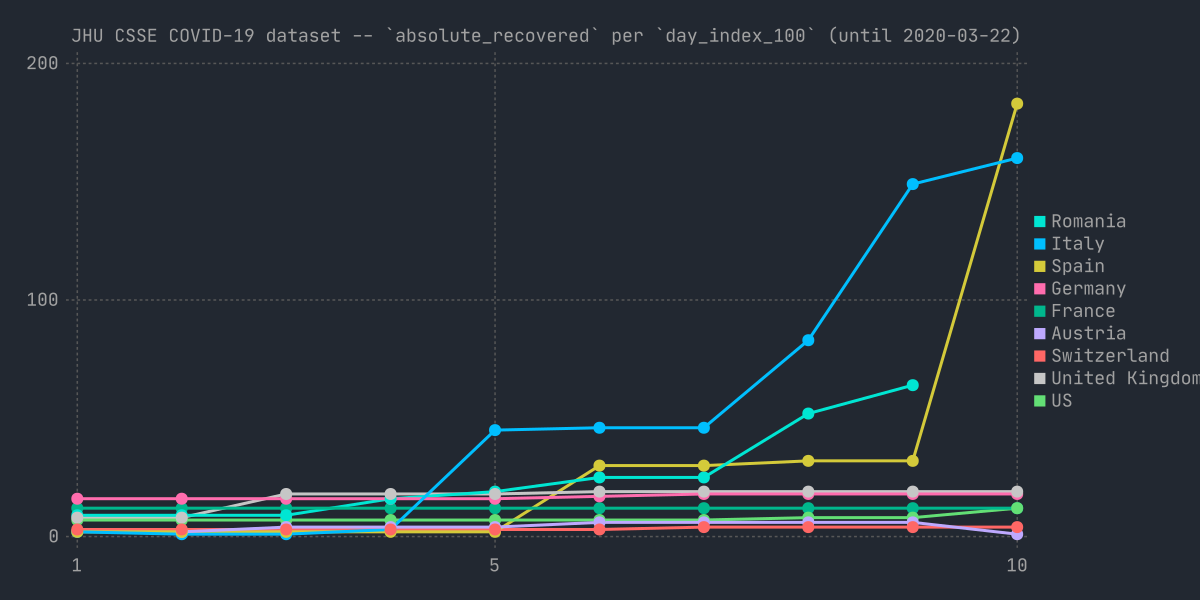 JHU CSSE COVID-19 dataset -- `absolute_recovered` per `day_index_100` (until 2020-03-22)
200
100
0
1 5 10
Romania
Italy
Spain
Germany
France
Austria
Switzerland
United Kingdom
US